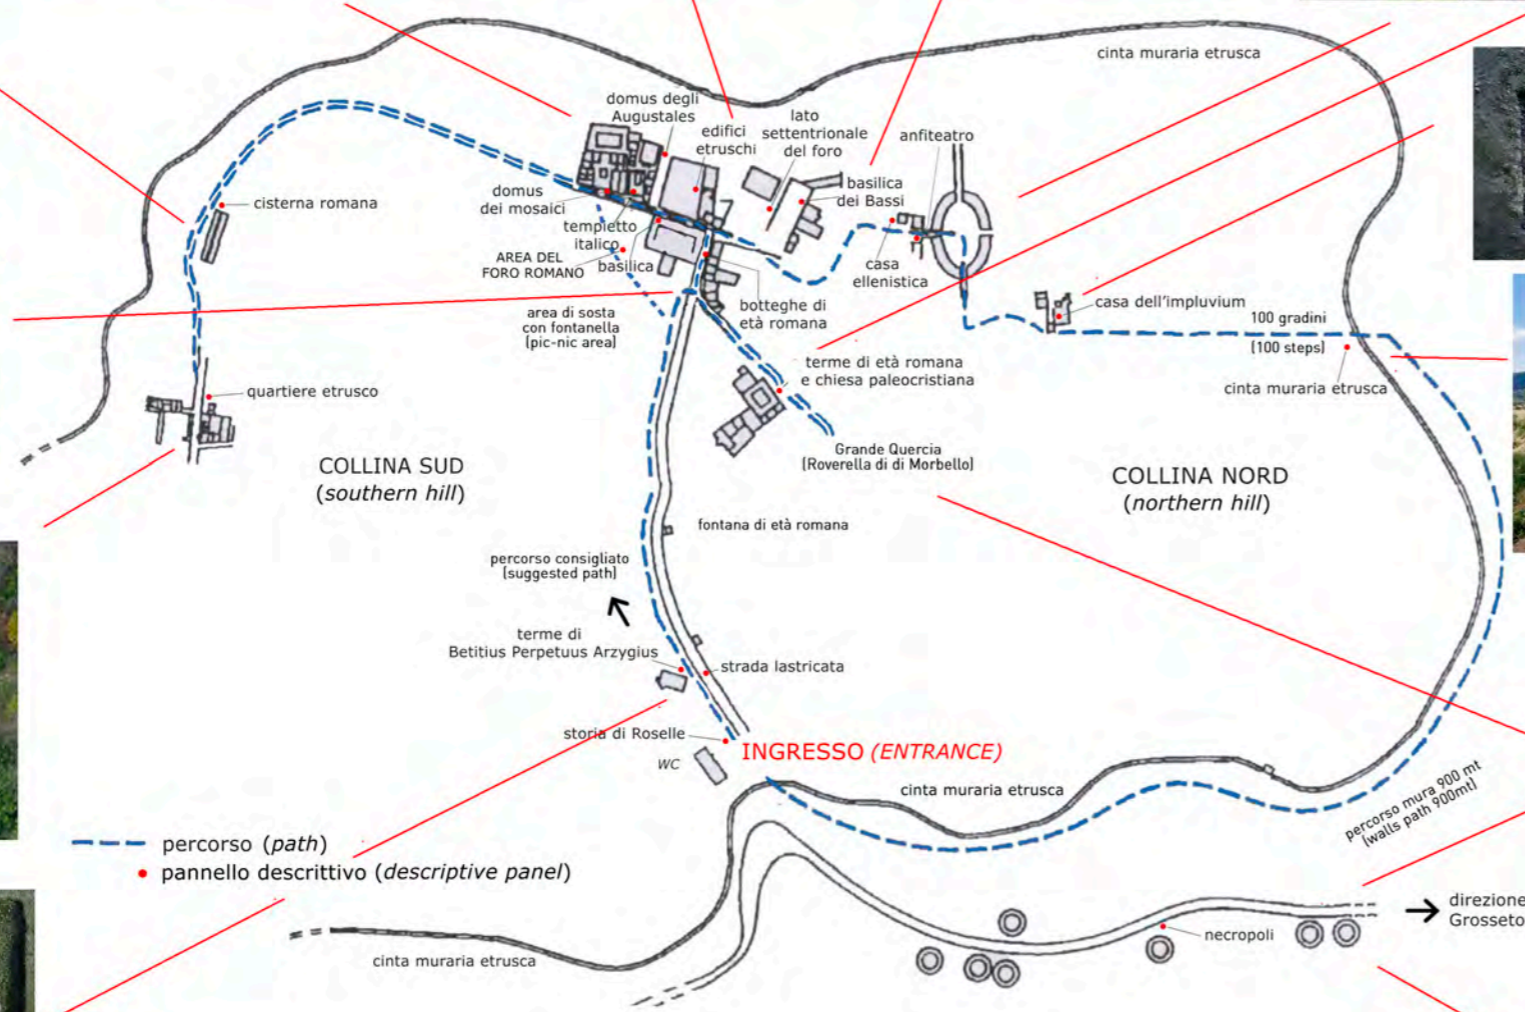 cinta muraria etrusca
domus degli
Augustales
edifici
etruschi
lato
settentrionale
del foro
anfiteatro
basilica
dei Bassi
domus
dei mosaici
cisterna romana
tempietto
italico
AREA DEL
FORO ROMANO
basilica
casa
ellenistica
botteghe di
età romana
casa dell'impluvium
100 gradini
(100 steps)
area di sosta
con fontanella
(pic-nic area)
terme di età romana
e chiesa paleocristiana
cinta muraria etrusca
quartiere etrusco
Grande Quercia
(Roverella di di Morbello)
COLLINA SUD
(southern hill)
COLLINA NORD
(northern hill)
fontana di età romana
percorso consigliato
(suggested path)
terme di
Betitius Perpetuus Arzygius
strada lastricata
storia di Roselle
INGRESSO (ENTRANCE)
WC
cinta muraria etrusca
percorso mura 900 mt
(walls path 900mt)
percorso (path)
pannello descrittivo (descriptive panel)
direzione
Grosseto
necropoli
cinta muraria etrusca